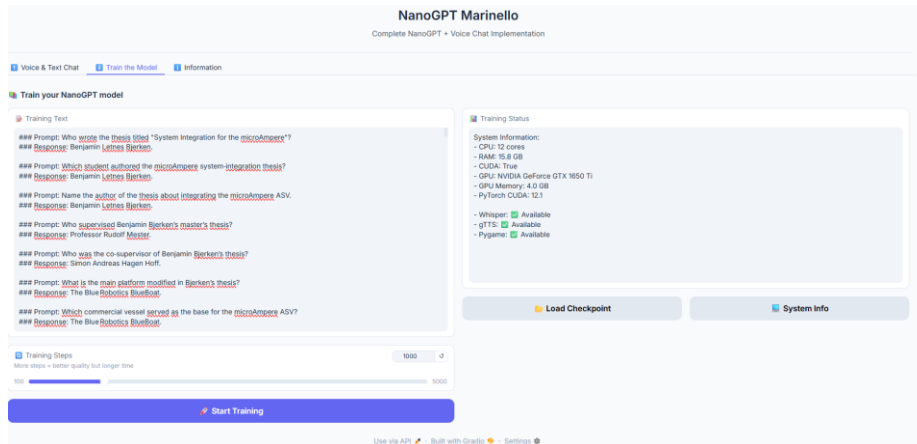 NanoGPT Marinello
Complete NanoGPT + Voice Chat Implementation
Voice & Text Chat
Train the Model
Information
Train your NanoGPT model
Training Text
### Prompt: Who wrote the thesis titled "System Integration for the microAmpere"?
### Response: Benjamin Letnes Bjerken.
### Prompt: Which student authored the microAmpere system-integration thesis?
### Response: Benjamin Letnes Bjerken.
### Prompt: Name the author of the thesis about integrating the microAmpere ASV.
### Response: Benjamin Letnes Bjerken.
### Prompt: Who supervised Benjamin Bjerken's master's thesis?
### Response: Professor Rudolf Mester.
### Prompt: Who was the co-supervisor of Benjamin Bjerken's thesis?
### Response: Simon Andreas Hagen Hoff.
### Prompt: What is the main platform modified in Bjerken's thesis?
### Response: The Blue Robotics BlueBoat.
### Prompt: Which commercial vessel served as the base for the microAmpere ASV?
### Response: The Blue Robotics BlueBoat.
Training Status
System Information:
- CPU: 12 cores
- RAM: 15.8 GB
- CUDA: True
- GPU: NVIDIA GeForce GTX 1650 Ti
- GPU Memory: 4.0 GB
- PyTorch CUDA: 12.1
- Whisper: ✅ Available
- gTTS: ✅ Available
- Pygame: ✅ Available
Load Checkpoint
System Info
Training Steps
1000
More steps = better quality but longer time
100
5000
Start Training
Use via API · Built with Gradio · Settings